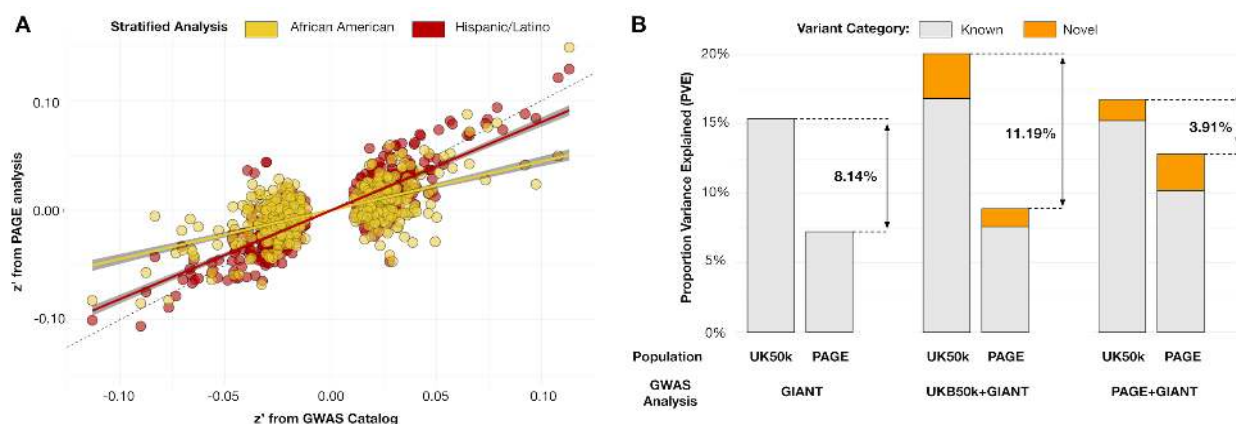 A
Stratified Analysis African American Hispanic/Latino
z' from PAGE analysis
0.10
0.00
-0.10
-0.10 -0.05 0.00 0.05 0.10
z' from GWAS Catalog
B
Variant Category: Known Novel
Proportion Variance Explained (PVE)
20%
15%
10%
5%
0%
8.14%
11.19%
3.91%
Population UK50k PAGE UK50k PAGE UK50k PAGE
GWAS
Analysis
GIANT UKB50k+GIANT PAGE+GIANT